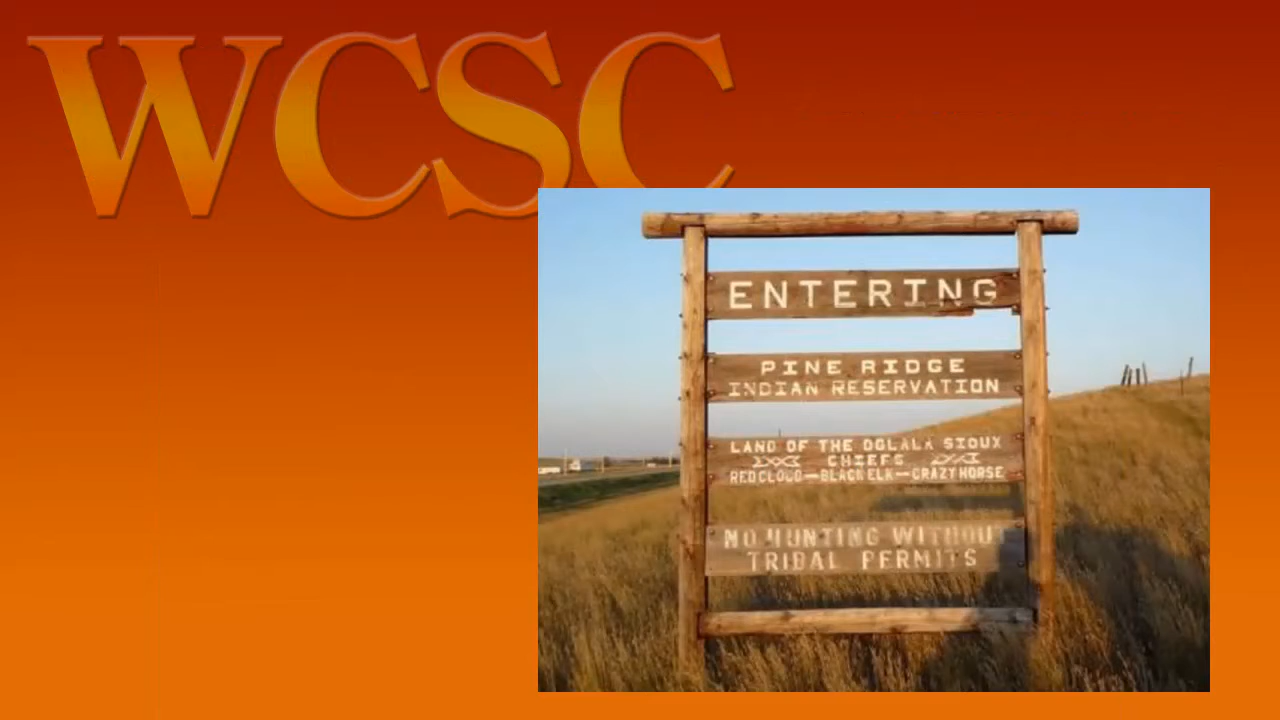 WCSC
ENTERING
PINE RIDGE
INDIAN RESERVATION
LAND OF THE OGLALA SIOUX
CHIEFS
RED CLOUD—BLACK ELK—CRAZY HORSE
NO HUNTING WITHOUT
TRIBAL PERMITS